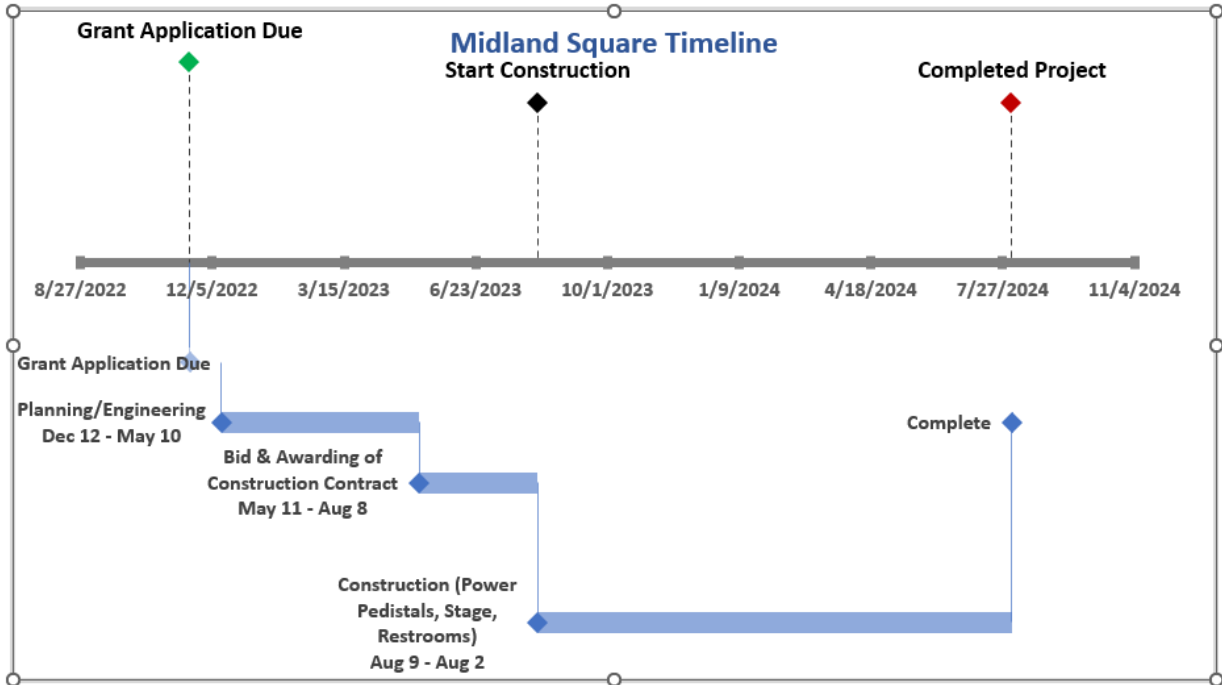 Grant Application Due
Midland Square Timeline
Start Construction
Completed Project
8/27/2022
12/5/2022
3/15/2023
6/23/2023
10/1/2023
1/9/2024
4/18/2024
7/27/2024
11/4/2024
Grant Application Due
Planning/Engineering
Dec 12 - May 10
Complete
Bid & Awarding of
Construction Contract
May 11 - Aug 8
Construction (Power
Pedistals, Stage,
Restrooms)
Aug 9 - Aug 2